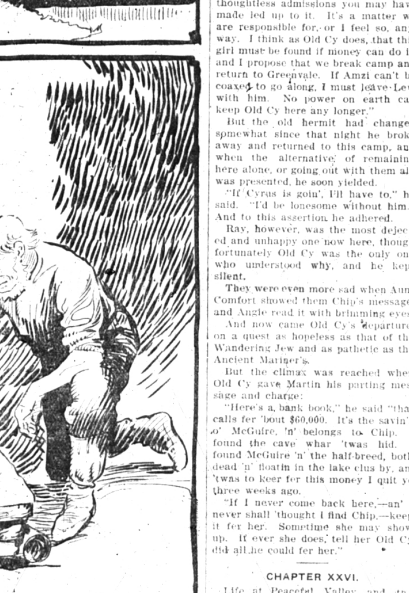 thoughtless admissions you may hav
made led up to it. It's a matter w
are responsible for, or I feel so, an
way. I think as Old Cy does, that th
girl must be found if money can do i
and I propose that we break camp an
return to Greenvale. If Amzi can't b
coaxed to go along, I must leave Lev
with him. No power on earth ca
keep Old Cy here any longer."
But the old hermit had change
somewhat since that night he brok
away and returned to this camp, an
when the alternative of remainin
here alone, or going out with them al
was presented, he soon yielded.
"If Cyrus is goin', I'll have to," h
said. "I'd be lonesome without him.
And to this assertion he adhered.
Ray, however, was the most dejec
ed and unhappy one now here, thoug
fortunately Old Cy was the only on
who understood why, and he kep
silent.
They were even more sad when Aun
Comfort showed them Chip's message
and Angie read it with brimming eyes
And now came Old Cy's departure
on a quest as hopeless as that of th
Wandering Jew and as pathetic as th
Ancient Mariner's.
But the climax was reached whe
Old Cy gave Martin his parting mes
sage and charge:
"Here's a bank book," he said "tha
calls fer 'bout $60,000. It's the savin'
o' McGuire, 'n' belongs to Chip.
found the cave whar 'twas hid.
found McGuire 'n' the half-breed, both
dead 'n' floatin in the lake clus by, an
'twas to keer fer this money I quit y
three weeks ago.
"If I never come back here,—an'
never shall 'thought I find Chip,—keep
it fer her. Sometime she may show
up. If ever she does, tell her Old C
did all he could fer her."
CHAPTER XXVI.
Life at Peaceful Valley